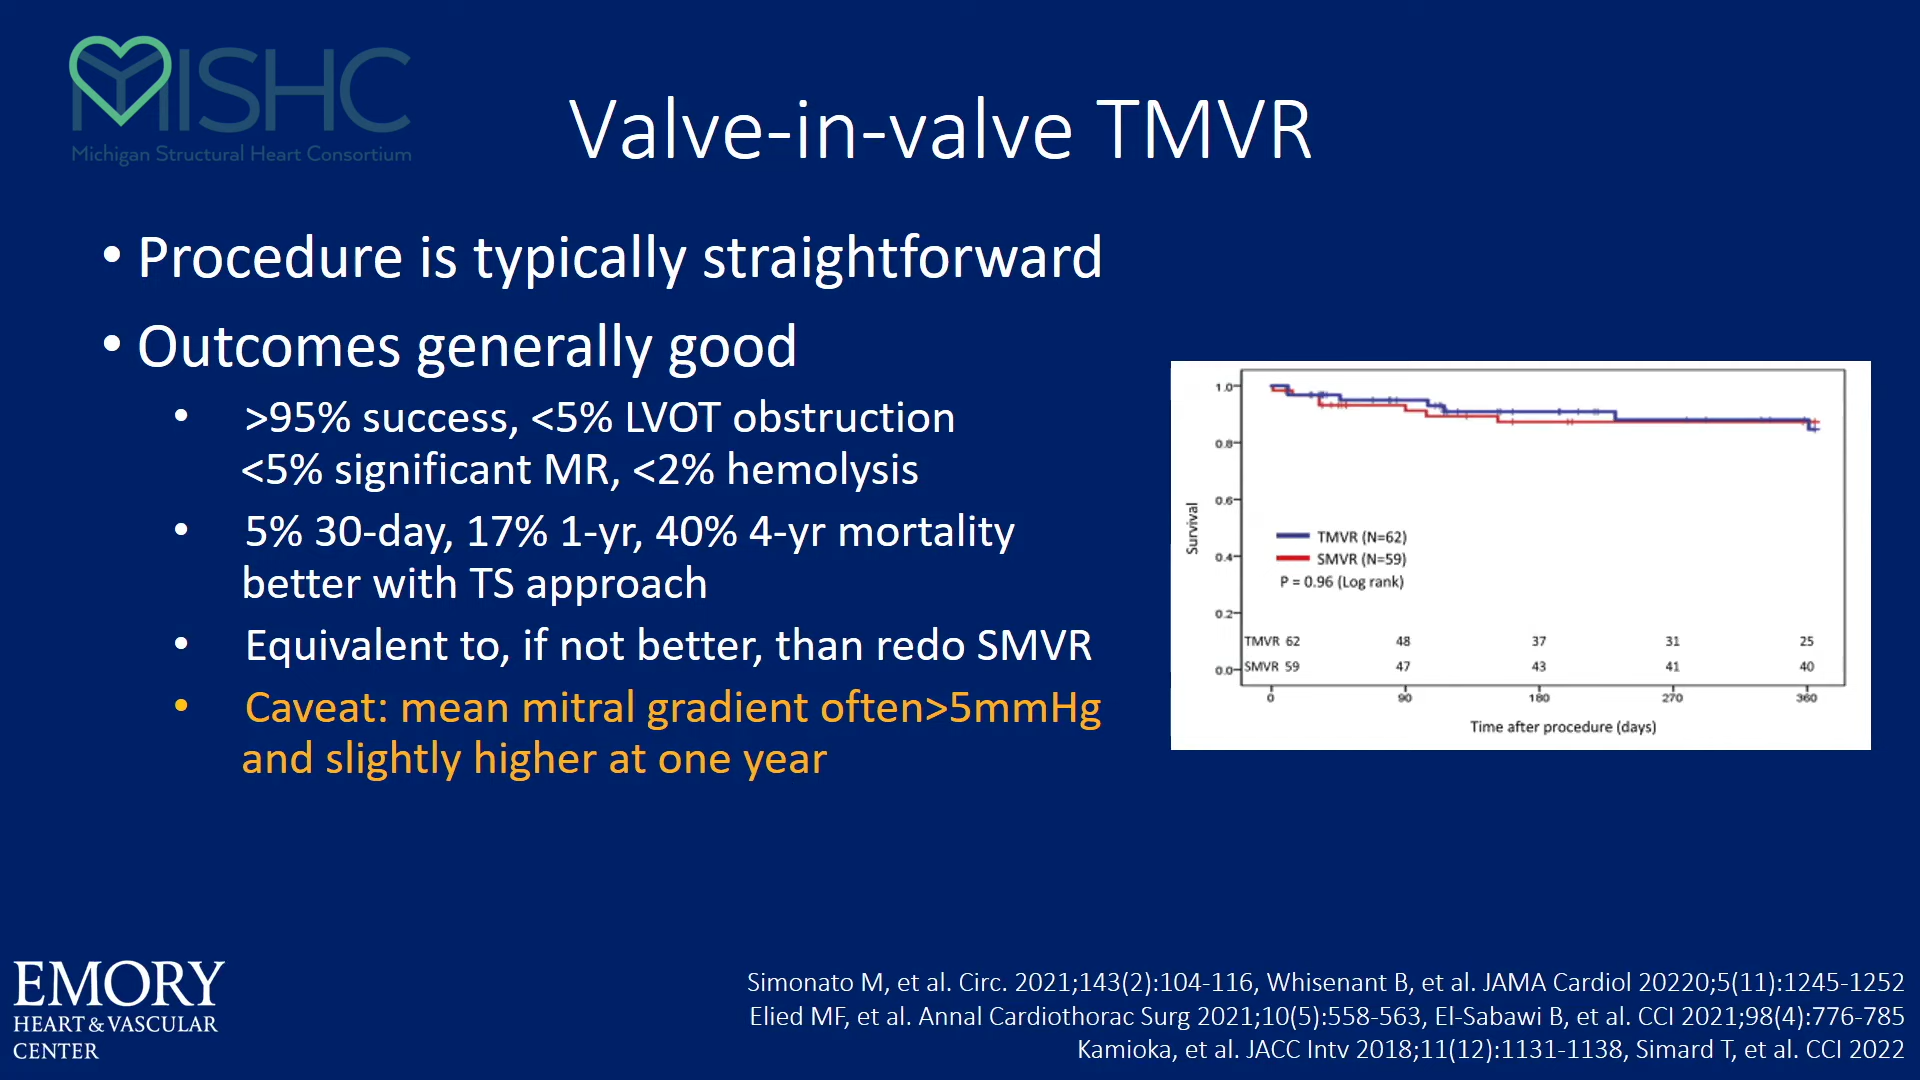 MISHC
Michigan Structural Heart Consortium
Valve-in-valve TMVR
• Procedure is typically straightforward
• Outcomes generally good
• >95% success, <5% LVOT obstruction
<5% significant MR, <2% hemolysis
• 5% 30-day, 17% 1-yr, 40% 4-yr mortality
better with TS approach
• Equivalent to, if not better, than redo SMVR
• Caveat: mean mitral gradient often>5mmHg
and slightly higher at one year
1.0
0.8
0.6
0.4
0.2
0.0
Survival
TMVR (N=62)
SMVR (N=59)
P = 0.96 (Log rank)
TMVR 62 48 37 31 25
SMVR 59 47 43 41 40
0 90 180 270 360
Time after procedure (days)
EMORY
HEART & VASCULAR
CENTER
Simonato M, et al. Circ. 2021;143(2):104-116, Whisenant B, et al. JAMA Cardiol 20220;5(11):1245-1252
Elied MF, et al. Annal Cardiothorac Surg 2021;10(5):558-563, El-Sabawi B, et al. CCI 2021;98(4):776-785
Kamioka, et al. JACC Intv 2018;11(12):1131-1138, Simard T, et al. CCI 2022